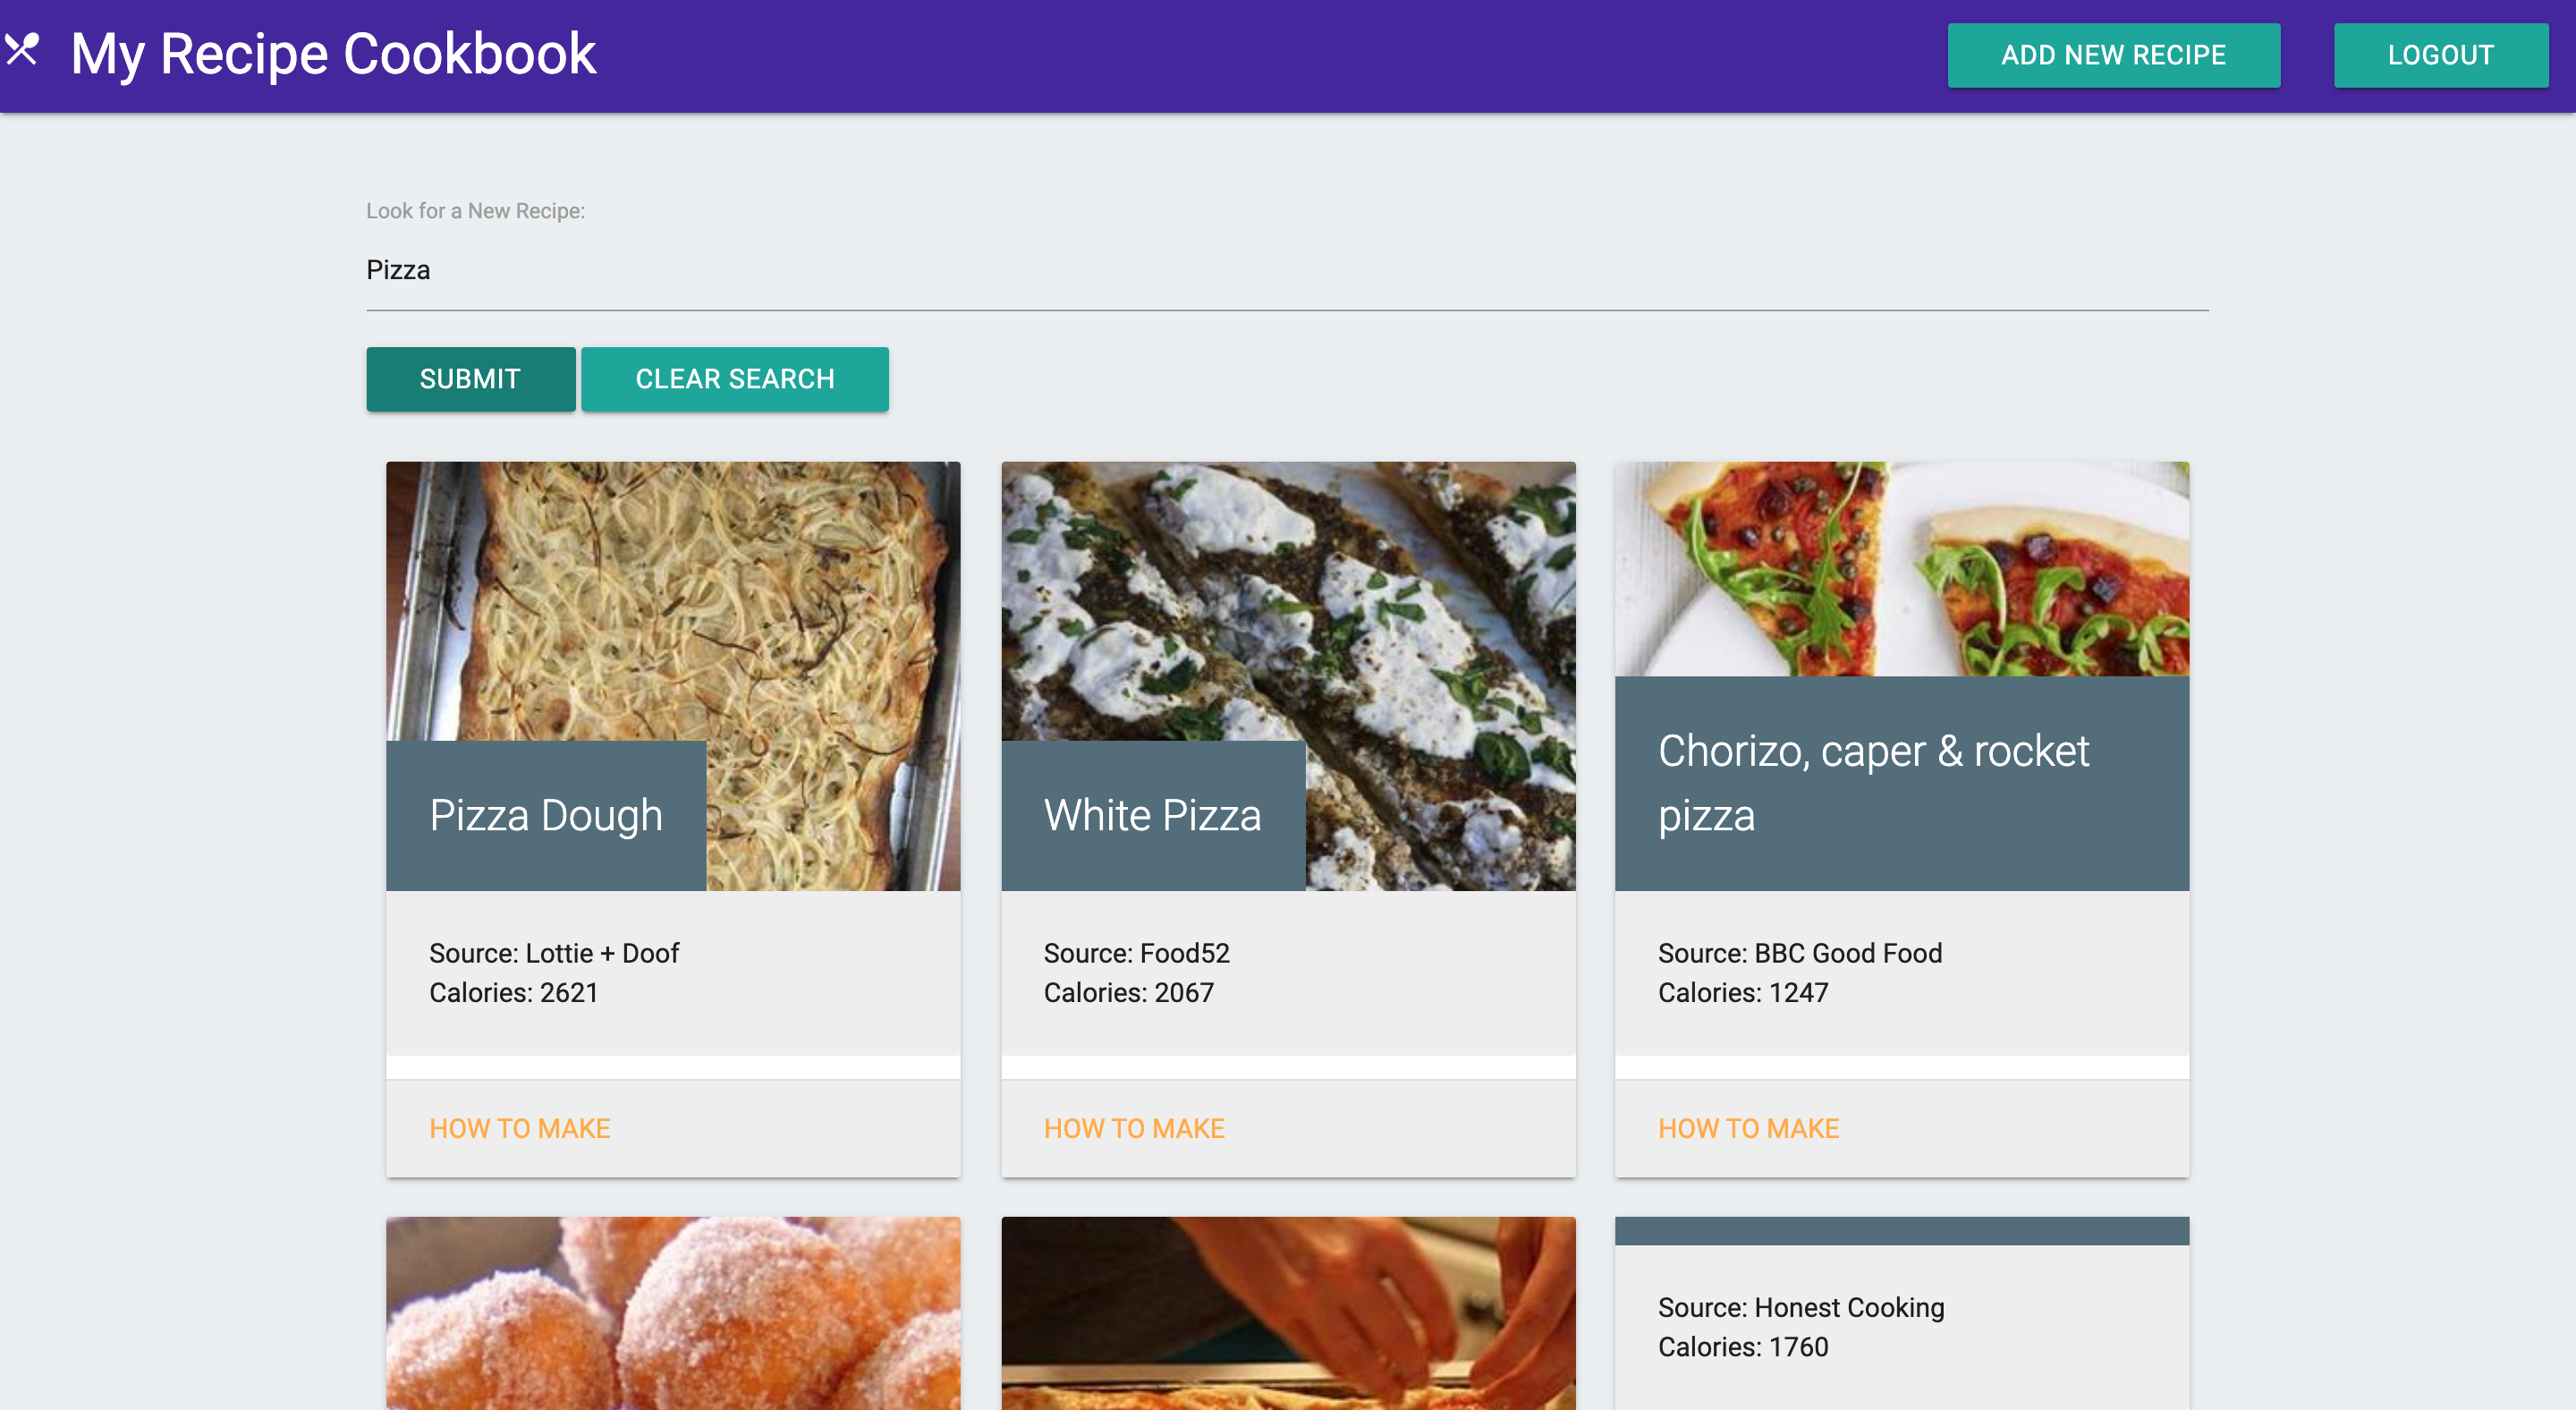 My Recipe Cookbook
ADD NEW RECIPE
LOGOUT
Look for a New Recipe:
Pizza
SUBMIT
CLEAR SEARCH
Pizza Dough
Source: Lottie + Doof
Calories: 2621
HOW TO MAKE
White Pizza
Source: Food52
Calories: 2067
HOW TO MAKE
Chorizo, caper & rocket
pizza
Source: BBC Good Food
Calories: 1247
HOW TO MAKE
Source: Honest Cooking
Calories: 1760